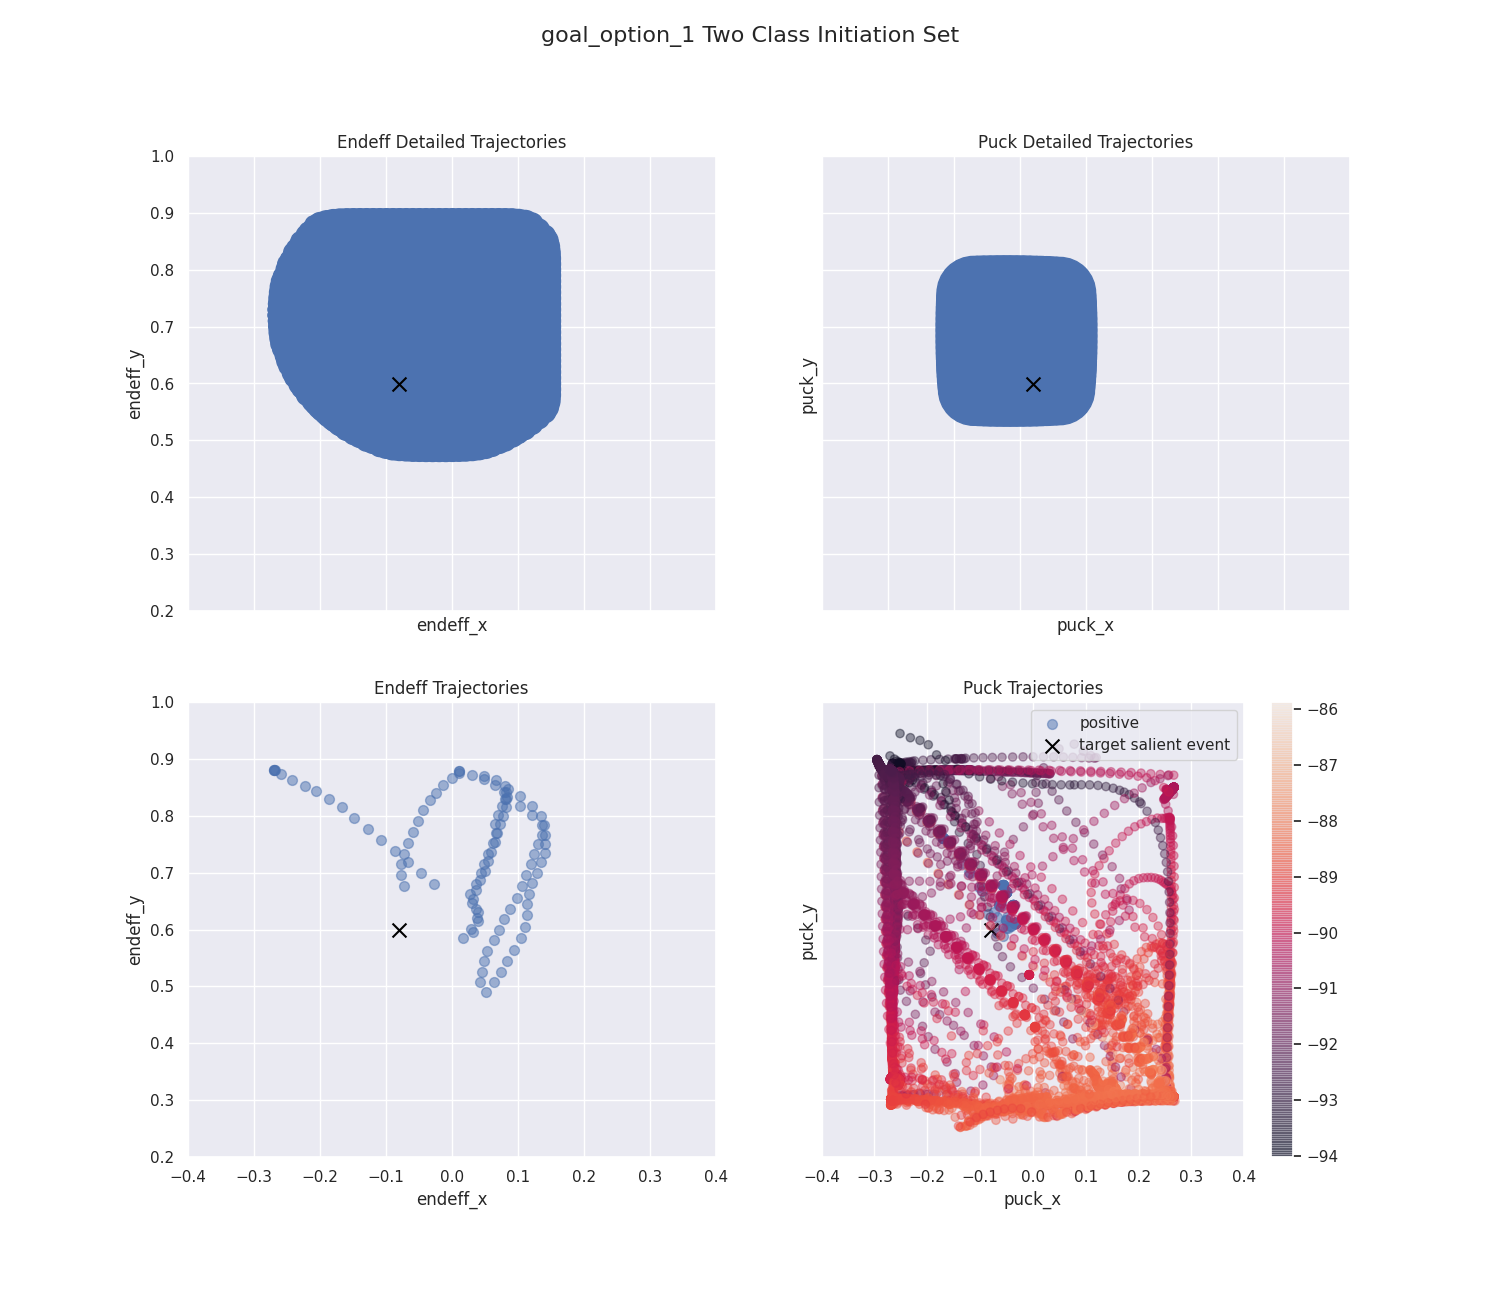 goal_option_1 Two Class Initiation Set
Endeff Detailed Trajectories
1.0
0.9
0.8
0.7
0.6
0.5
0.4
0.3
0.2
endeff_y
endeff_x
Puck Detailed Trajectories
puck_y
puck_x
Endeff Trajectories
1.0
0.9
0.8
0.7
0.6
0.5
0.4
0.3
0.2
endeff_y
−0.4 −0.3 −0.2 −0.1 0.0 0.1 0.2 0.3 0.4
endeff_x
Puck Trajectories
positive
target salient event
puck_y
−0.4 −0.3 −0.2 −0.1 0.0 0.1 0.2 0.3 0.4
puck_x
−86
−87
−88
−89
−90
−91
−92
−93
−94